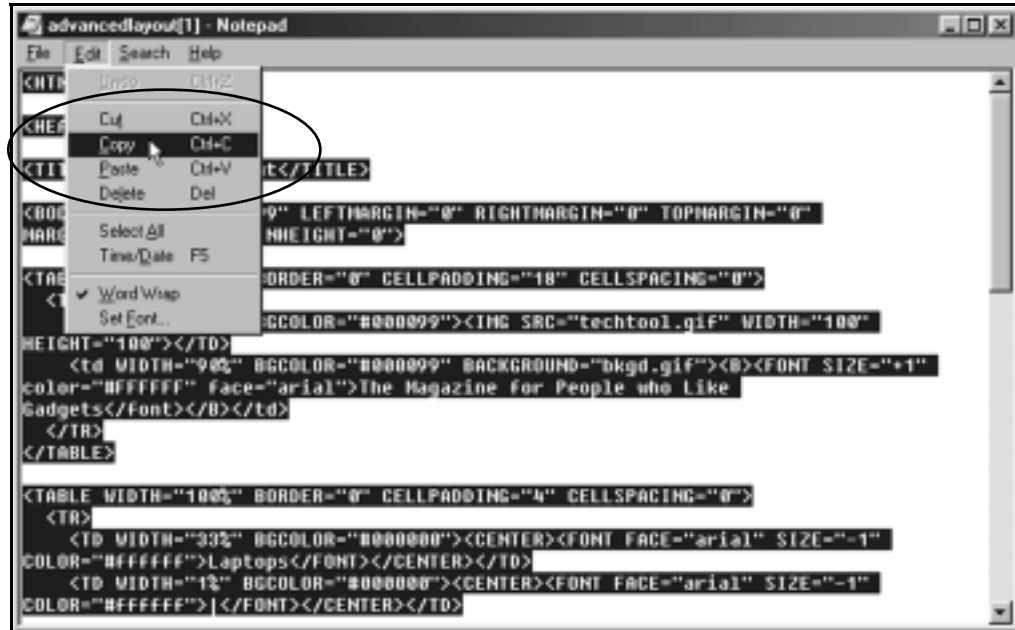 advancedlayout[1] - Notepad
File Edit Search Help
Undo Ctrl+Z
Cut Ctrl+X
Copy Ctrl+C
Paste Ctrl+V
Delete Del
Select All
Time/Date F5
Word Wrap
Set Font...
<HTM
<HEA
<TIT t</TITLE>
<BOD 9" LEFTMARGIN="0" RIGHTMARGIN="0" TOPMARGIN="0"
MARG NHEIGHT="0">
<TAB BORDER="0" CELLPADDING="18" CELLSPACING="0">
<T
GCOLOR="#000099"><IMG SRC="techtool.gif" WIDTH="100"
HEIGHT="100"></TD>
<td WIDTH="90%" BGCOLOR="#000099" BACKGROUND="bkgd.gif"><B><FONT SIZE="+1"
color="#FFFFFF" face="arial">The Magazine for People who Like
Gadgets</font></B></td>
</TR>
</TABLE>
<TABLE WIDTH="100%" BORDER="0" CELLPADDING="4" CELLSPACING="0">
<TR>
<TD WIDTH="33%" BGCOLOR="#000000"><CENTER><FONT FACE="arial" SIZE="-1"
COLOR="#ffffff">Laptops</FONT></CENTER></TD>
<TD WIDTH="1%" BGCOLOR="#000000"><CENTER><FONT FACE="arial" SIZE="-1"
COLOR="#ffffff">|</FONT></CENTER></TD>